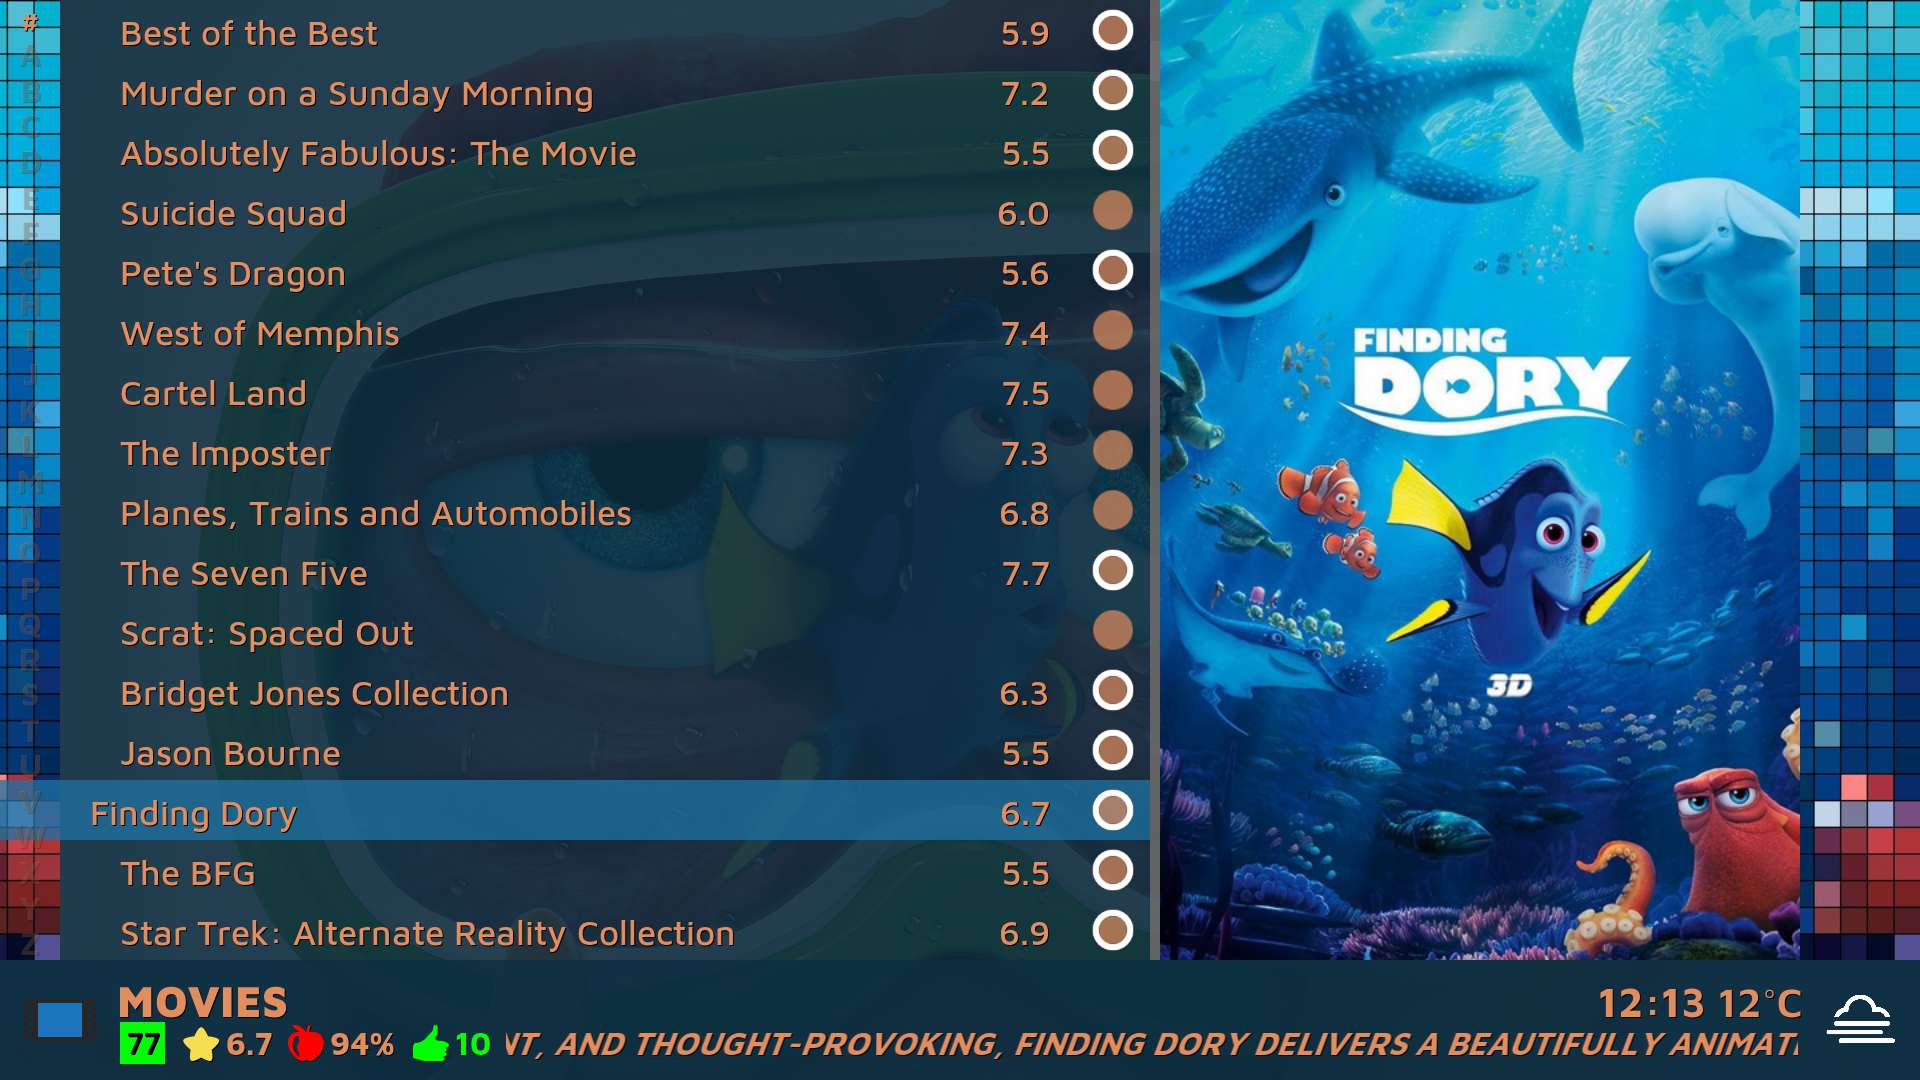 #
A
B
C
D
E
F
G
H
I
J
K
L
M
N
O
P
Q
R
S
T
U
V
W
X
Y
Z
Best of the Best 5.9
Murder on a Sunday Morning 7.2
Absolutely Fabulous: The Movie 5.5
Suicide Squad 6.0
Pete's Dragon 5.6
West of Memphis 7.4
Cartel Land 7.5
The Imposter 7.3
Planes, Trains and Automobiles 6.8
The Seven Five 7.7
Scrat: Spaced Out
Bridget Jones Collection 6.3
Jason Bourne 5.5
Finding Dory 6.7
The BFG 5.5
Star Trek: Alternate Reality Collection 6.9
FINDING
DORY
3D
MOVIES
12:13 12°C
77 6.7 94% 10 NT, AND THOUGHT-PROVOKING, FINDING DORY DELIVERS A BEAUTIFULLY ANIMATI